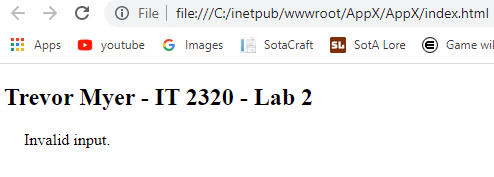 File file:///C:/inetpub/wwwroot/AppX/AppX/index.html
Apps youtube Images SotaCraft SL SotA Lore Game wil
Trevor Myer - IT 2320 - Lab 2
Invalid input.